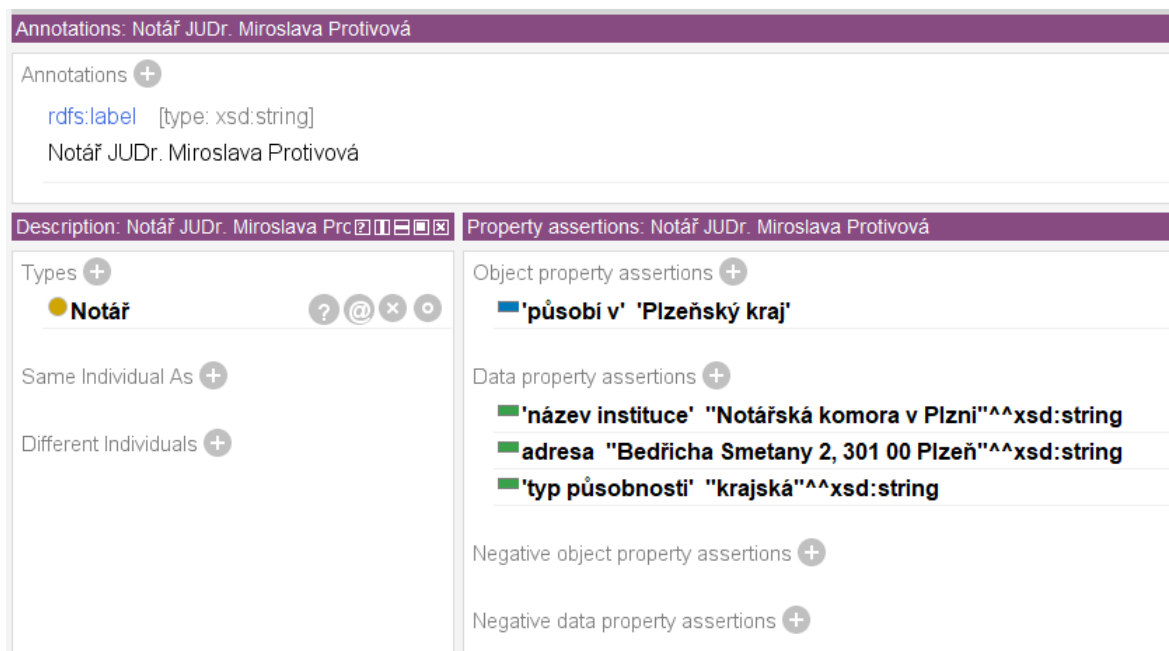 Annotations: Notář JUDr. Miroslava Protivová
Annotations
rdfs:label [type: xsd:string]
Notář JUDr. Miroslava Protivová
Description: Notář JUDr. Miroslava Prc
Types
Notář
Same Individual As
Different Individuals
Property assertions: Notář JUDr. Miroslava Protivová
Object property assertions
'působí v' 'Plzeňský kraj'
Data property assertions
'název instituce' "Notářská komora v Plzni"^^xsd:string
adresa "Bedřicha Smetany 2, 301 00 Plzeň"^^xsd:string
'typ působnosti' "krajská"^^xsd:string
Negative object property assertions
Negative data property assertions